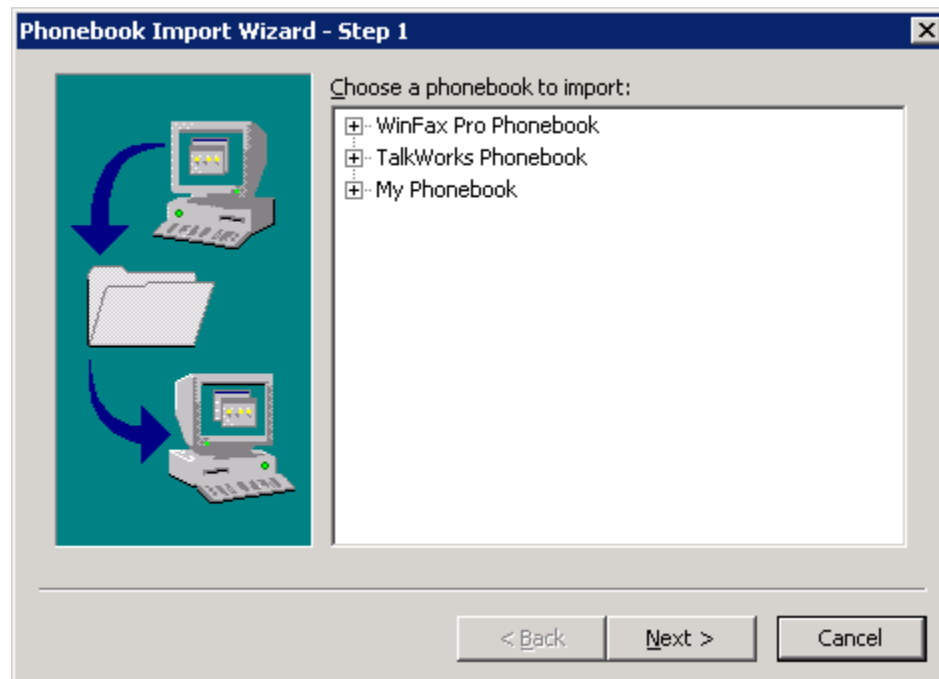 Phonebook Import Wizard - Step 1
Choose a phonebook to import:
WinFax Pro Phonebook
TalkWorks Phonebook
My Phonebook
< Back Next > Cancel